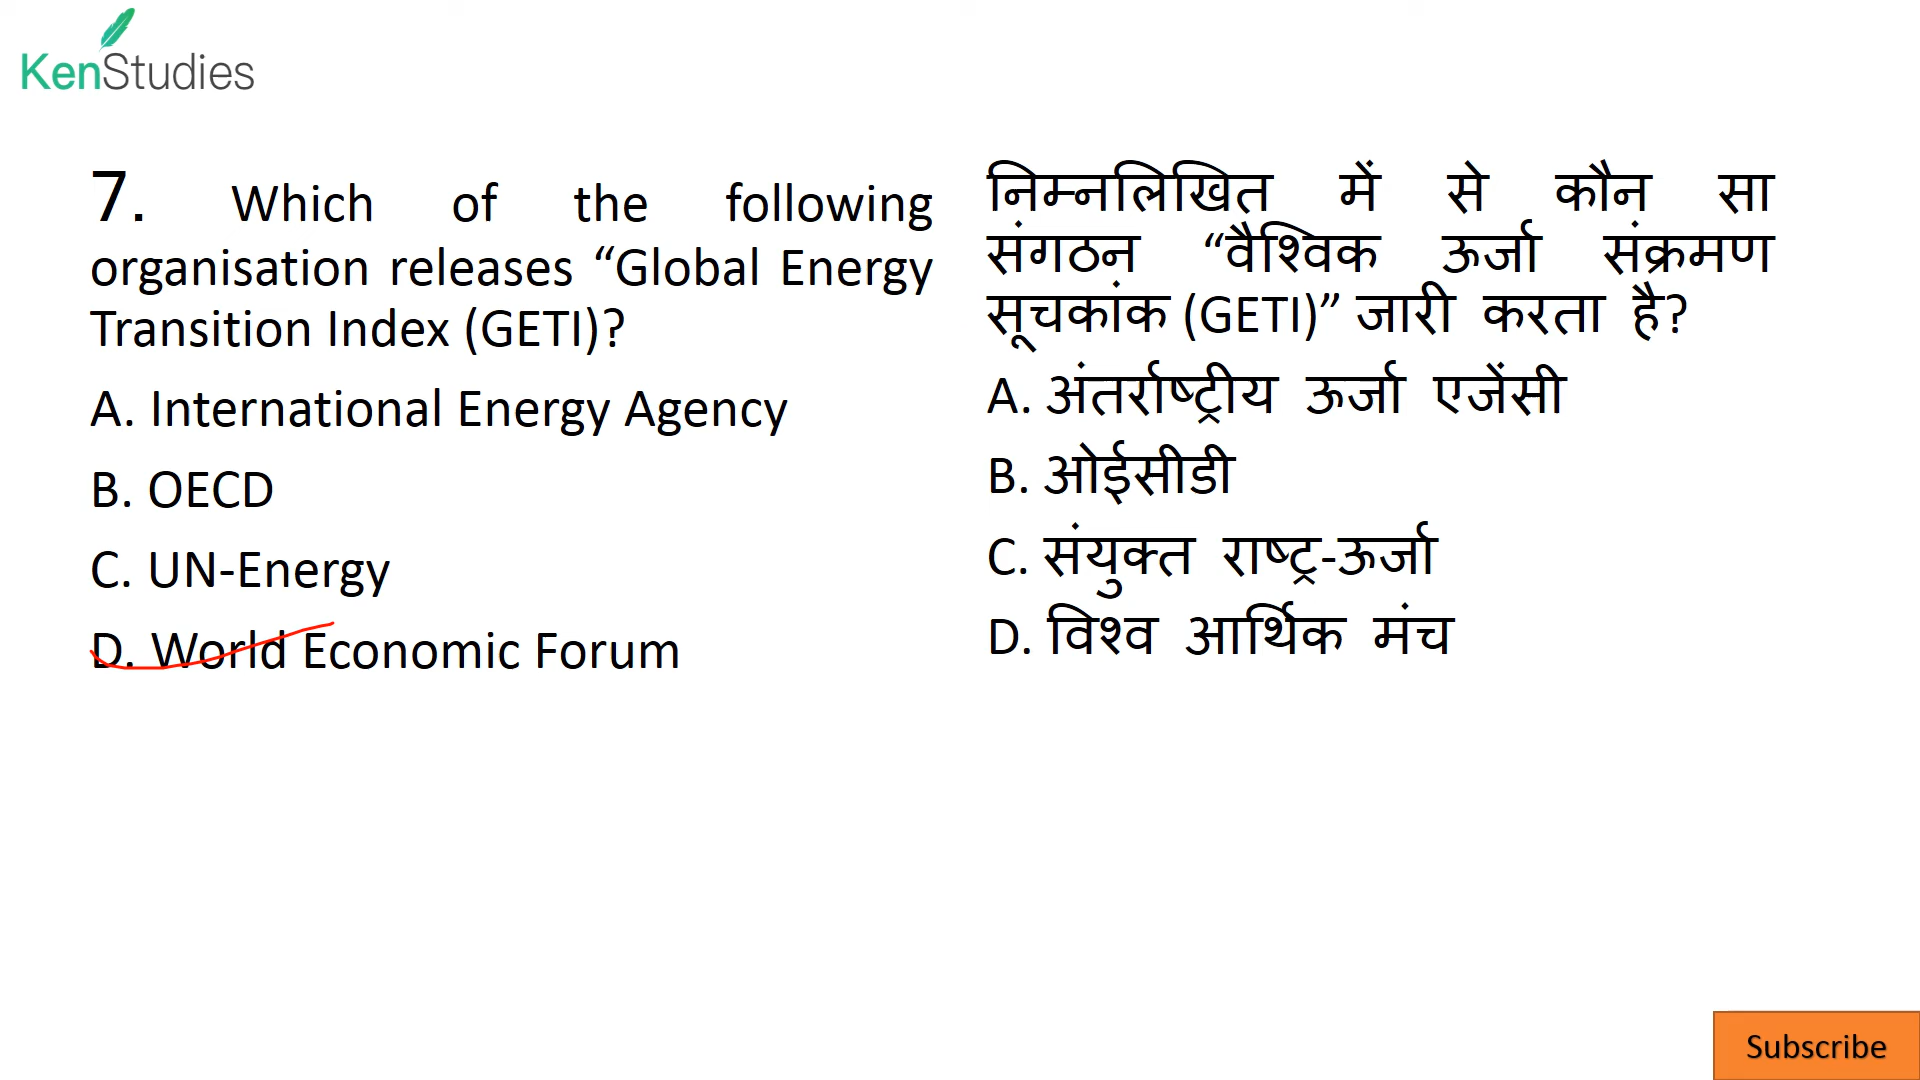 KenStudies
7. Which of the following
organisation releases “Global Energy
Transition Index (GETI)?
A. International Energy Agency
B. OECD
C. UN-Energy
D. World Economic Forum
निम्नलिखित में से कौन सा
संगठन “वैश्विक ऊर्जा संक्रमण
सूचकांक (GETI)” जारी करता है?
A. अंतर्राष्ट्रीय ऊर्जा एजेंसी
B. ओईसीडी
C. संयुक्त राष्ट्र-ऊर्जा
D. विश्व आर्थिक मंच
Subscribe